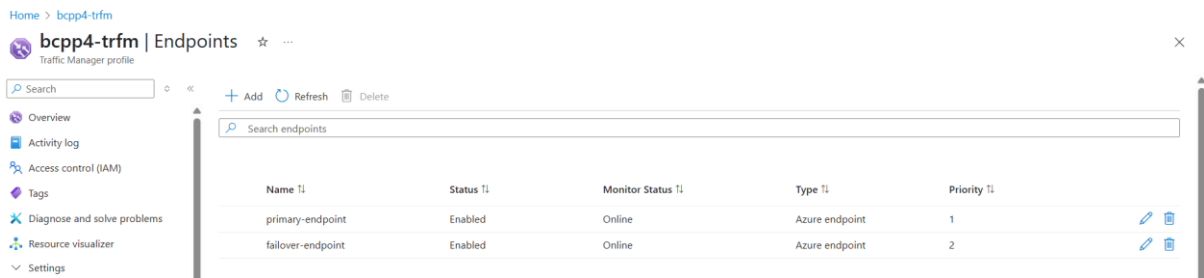 Home > bcpp4-trfm
bcpp4-trfm | Endpoints
Traffic Manager profile
Search
Overview
Activity log
Access control (IAM)
Tags
Diagnose and solve problems
Resource visualizer
Settings
Add Refresh Delete
Search endpoints
Name Status Monitor Status Type Priority
primary-endpoint Enabled Online Azure endpoint 1
failover-endpoint Enabled Online Azure endpoint 2